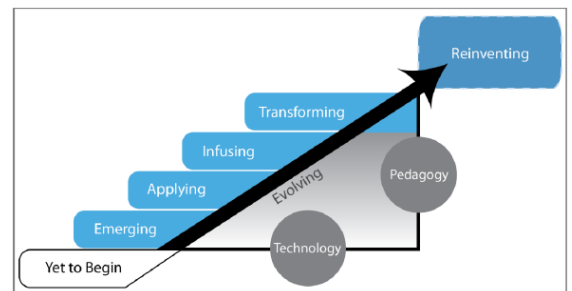 Reinventing
Transforming
Infusing
Applying
Emerging
Yet to Begin
Evolving
Pedagogy
Technology